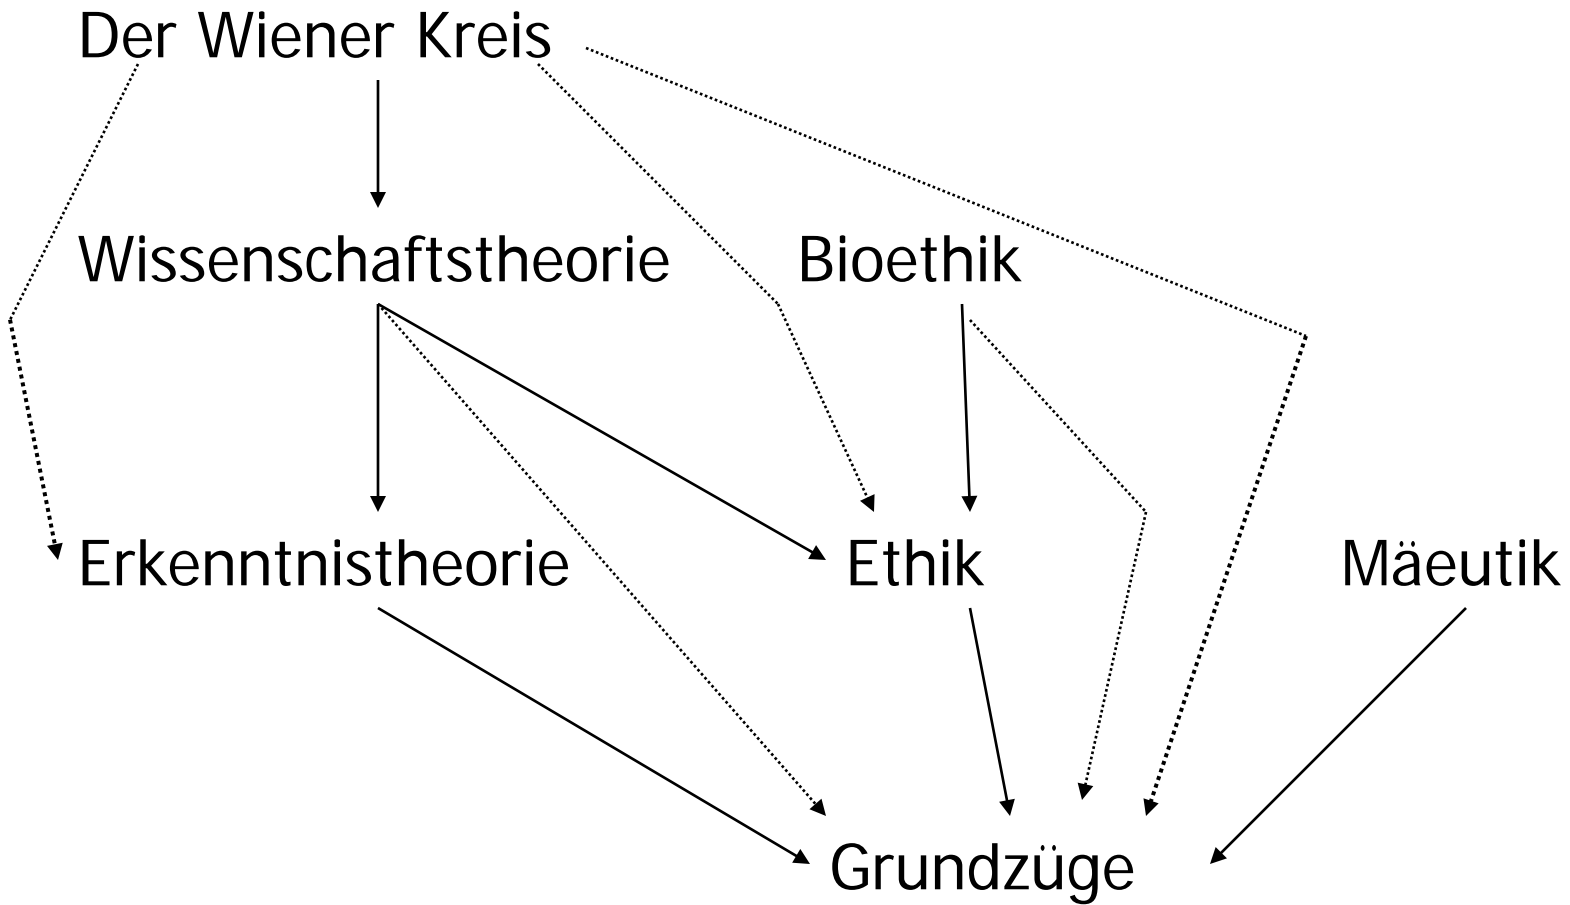 Der Wiener Kreis
Wissenschaftstheorie
Bioethik
Erkenntnistheorie
Ethik
Mäeutik
Grundzüge